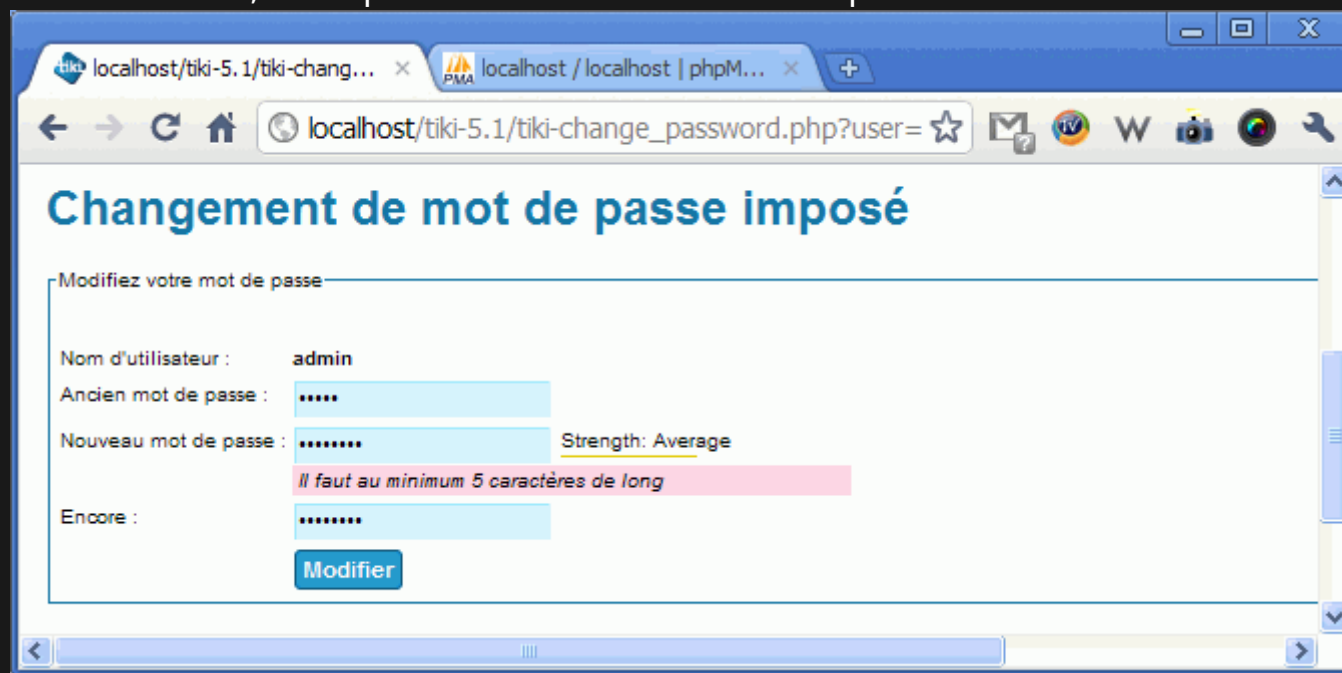 localhost/tiki-5.1/tiki-chang...
PMA localhost / localhost | phpM...
localhost/tiki-5.1/tiki-change_password.php?user=
Changement de mot de passe imposé
Modifiez votre mot de passe
Nom d'utilisateur : admin
Ancien mot de passe : •••••
Nouveau mot de passe : •••••••• Strength: Average
Il faut au minimum 5 caractères de long
Encore : ••••••••
Modifier